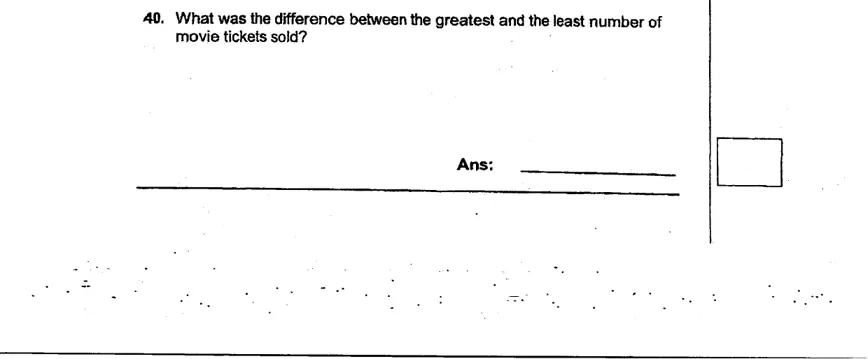 40. What was the difference between the greatest and the least number of
movie tickets sold?
Ans: